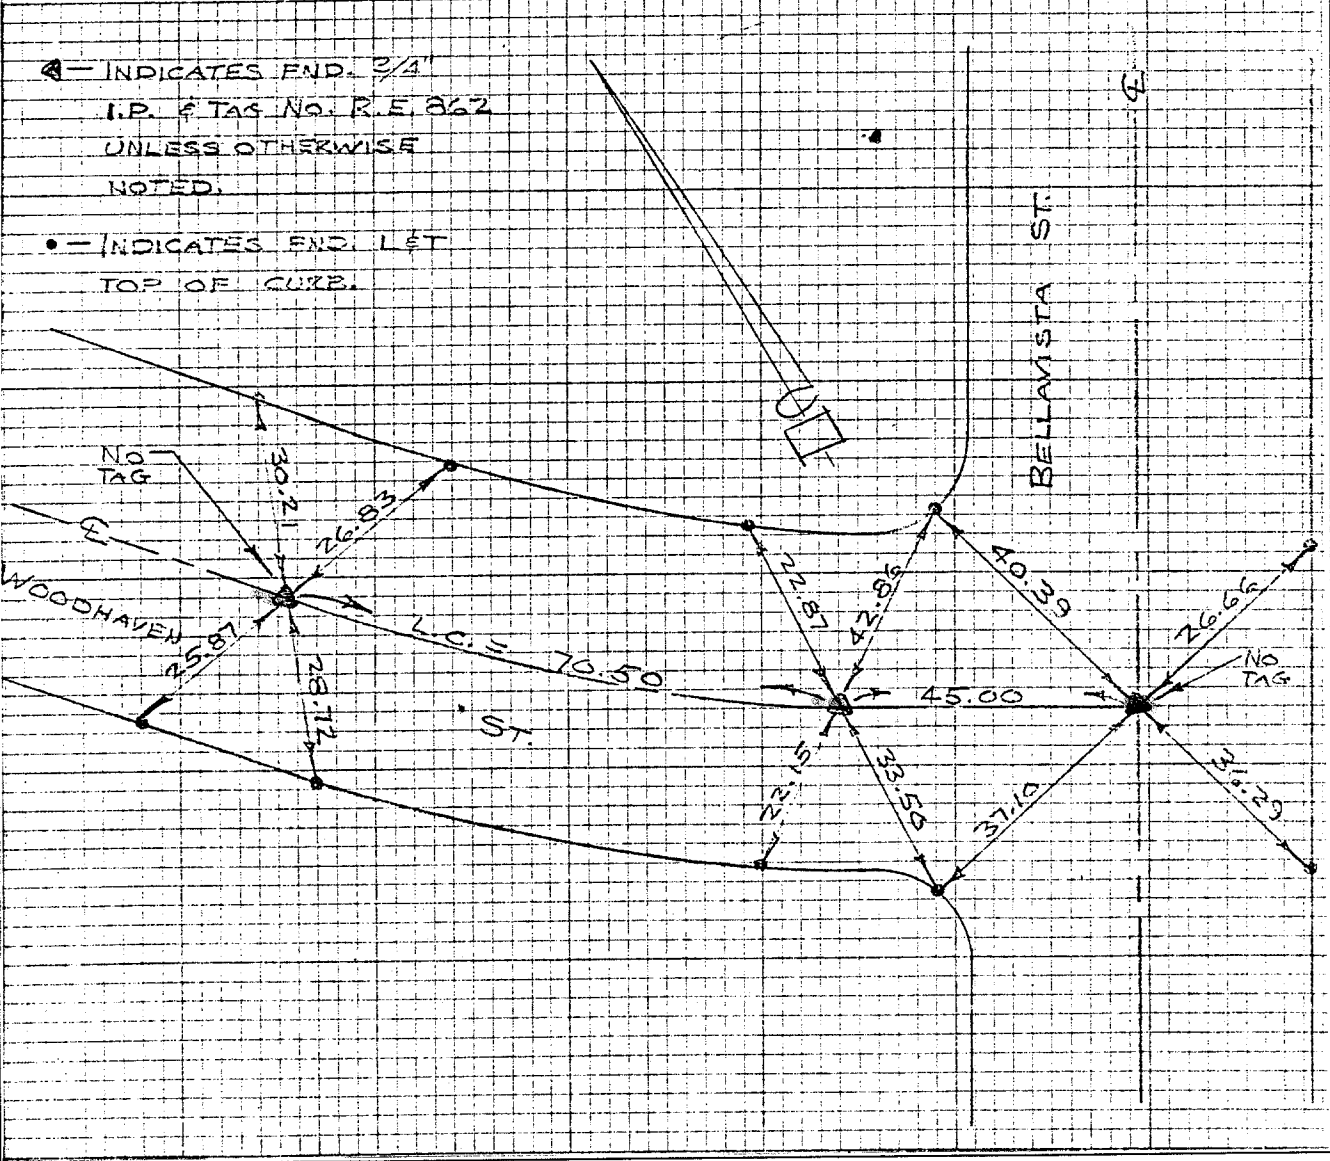 — INDICATES FND. 3/4"
I.P. & TAG NO. R.E. 862
UNLESS OTHERWISE
NOTED.
• — INDICATES FND. L&T
TOP OF CURB.
℄
BELLAVISTA ST.
NO
TAG
30.21
26.83
℄
WOODHAVEN
25.87
28.72
L.C. = 70.50
ST.
22.87
42.86
40.39
26.66
NO
TAG
45.00
22.15
33.50
37.10